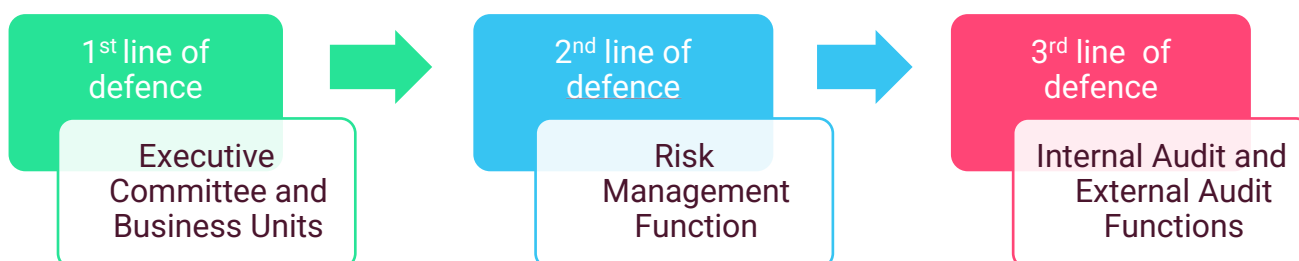 1st line of
defence
Executive
Committee and
Business Units
2nd line of
defence
Risk
Management
Function
3rd line of
defence
Internal Audit and
External Audit
Functions